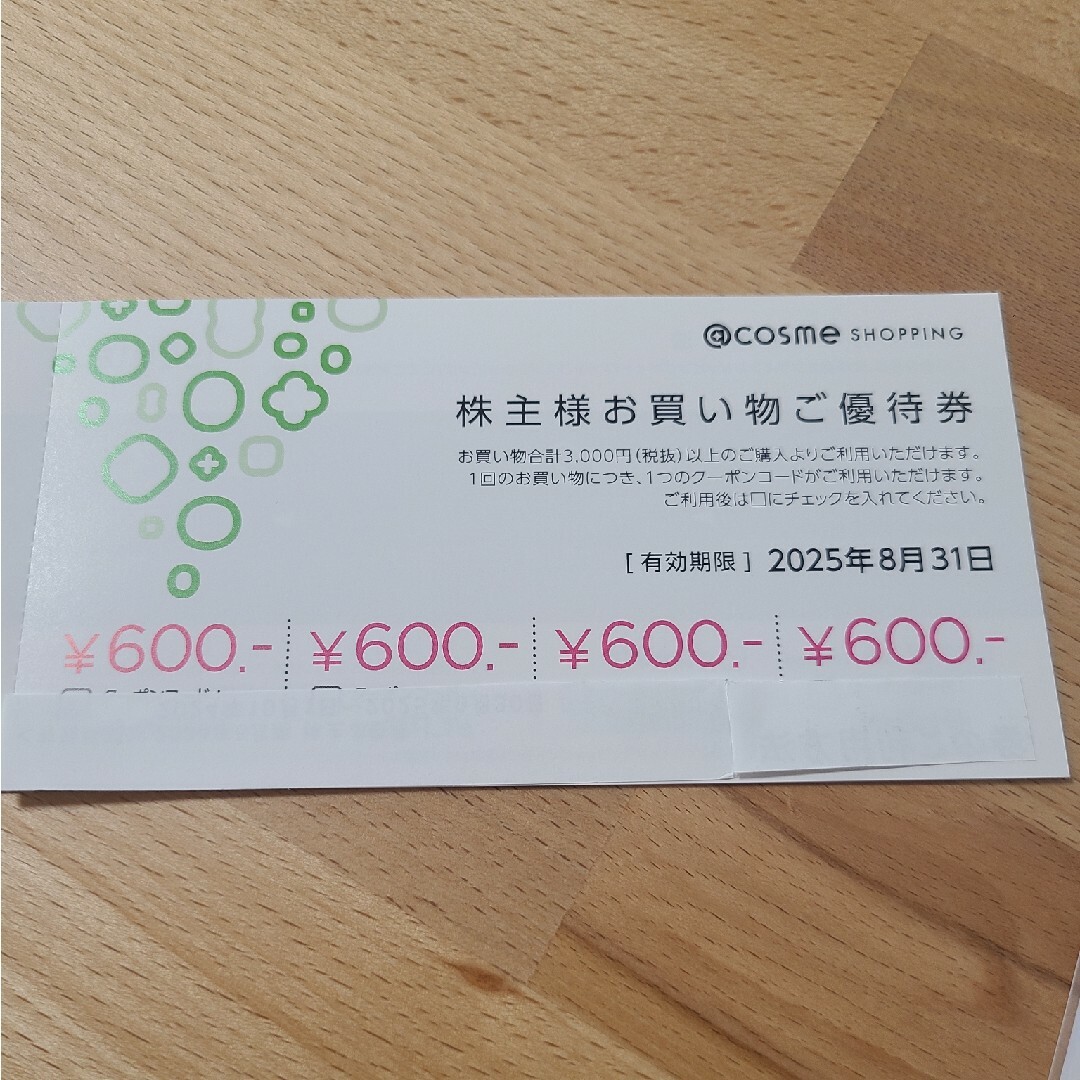 @cosme SHOPPING
株主様お買い物ご優待券
お買い物合計3,000円(税抜)以上のご購入よりご利用いただけます。
1回のお買い物につき、1つのクーポンコードがご利用いただけます。
ご利用後は□にチェックを入れてください。
[有効期限] 2025年8月31日
¥600.- ¥600.- ¥600.- ¥600.-